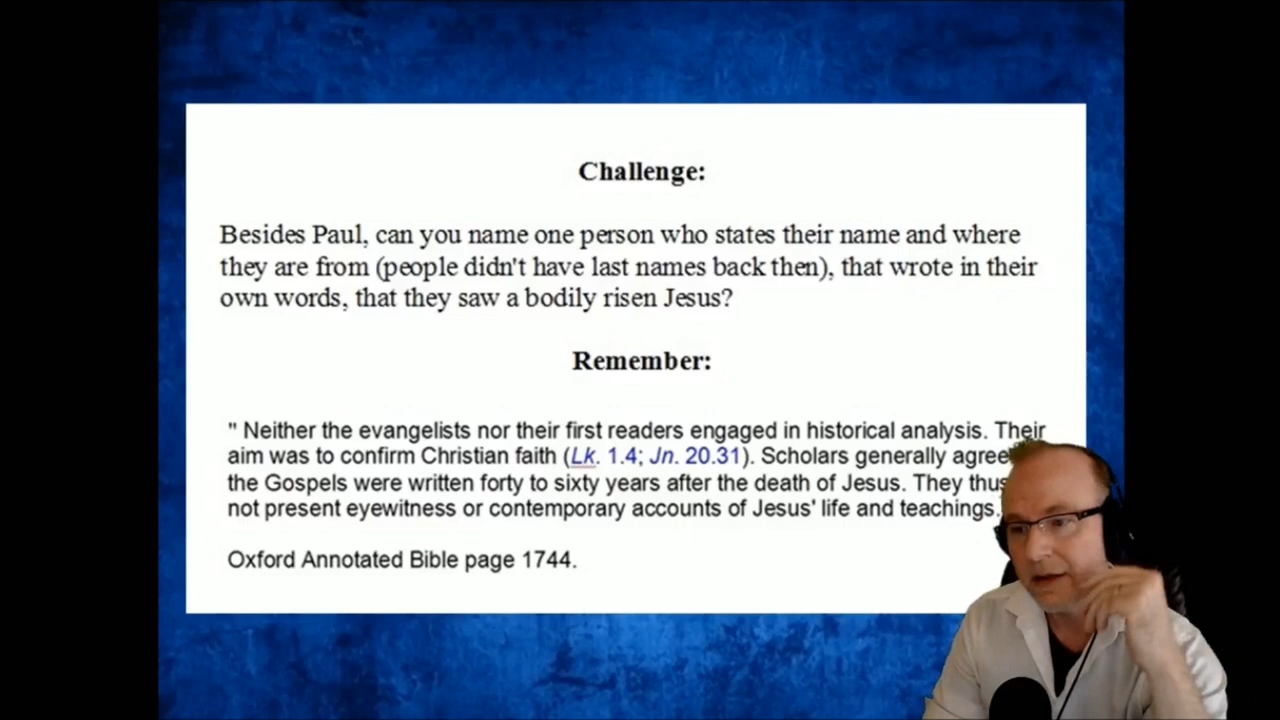 Challenge:
Besides Paul, can you name one person who states their name and where
they are from (people didn't have last names back then), that wrote in their
own words, that they saw a bodily risen Jesus?
Remember:
" Neither the evangelists nor their first readers engaged in historical analysis. Their
aim was to confirm Christian faith (Lk. 1.4; Jn. 20.31). Scholars generally agree
the Gospels were written forty to sixty years after the death of Jesus. They thus
not present eyewitness or contemporary accounts of Jesus' life and teachings.
Oxford Annotated Bible page 1744.